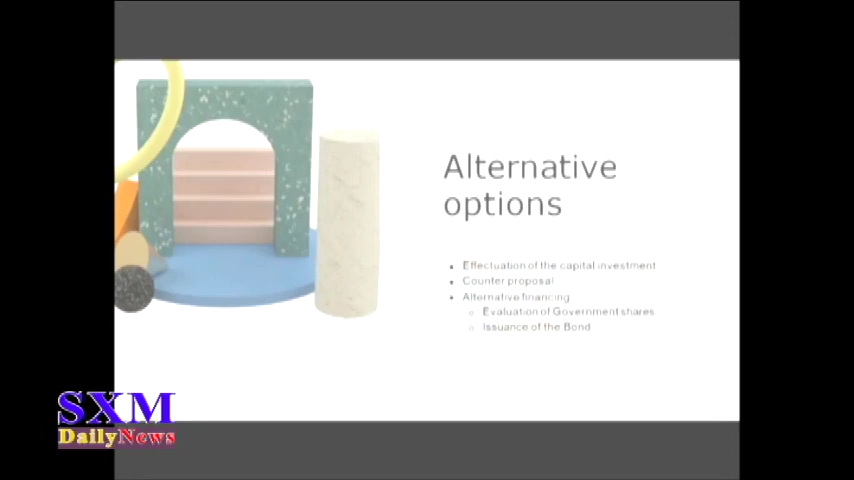 Alternative
options
Effectuation of the capital investment
Counter proposal
Alternative financing
Evaluation of Government shares
Issuance of the Bond
SXM
DailyNews